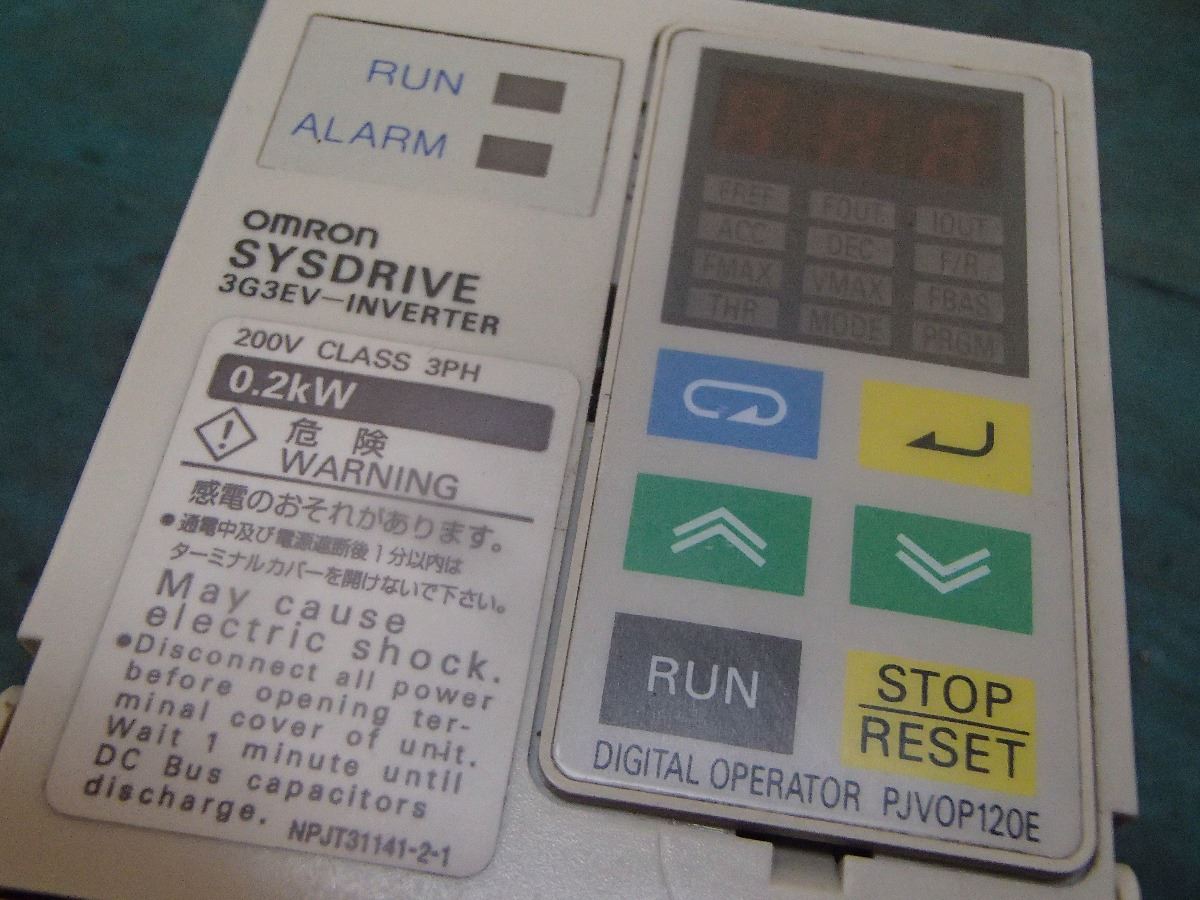 RUN
ALARM
OMRON
SYSDRIVE
3G3EV-INVERTER
200V CLASS 3PH
0.2kW
危 険
WARNING
感電のおそれがあります。
●通電中及び電源遮断後1分以内は
ターミナルカバーを開けないで下さい。
May cause
electric shock.
●Disconnect all power
before opening ter-
minal cover of unit.
Wait 1 minute until
DC Bus capacitors
discharge.
NPJT31141-2-1
FREF FOUT. IOUT
ACC DEC F/R
FMAX VMAX FBAS
THR MODE PRGM
RUN
STOP
RESET
DIGITAL OPERATOR PJVOP120E